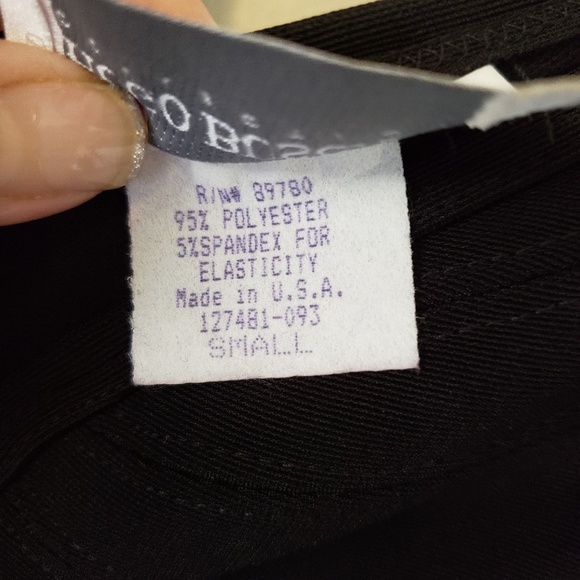 R/N# 89780
95% POLYESTER
5%SPANDEX FOR
ELASTICITY
Made in U.S.A.
127481-093
SMALL